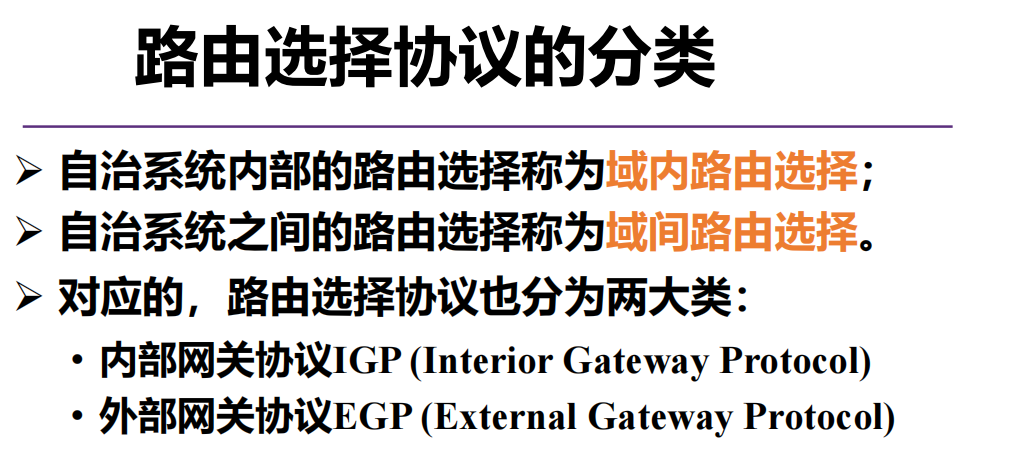 路由选择协议的分类
➢ 自治系统内部的路由选择称为域内路由选择；
➢ 自治系统之间的路由选择称为域间路由选择。
➢ 对应的，路由选择协议也分为两大类：
• 内部网关协议IGP (Interior Gateway Protocol)
• 外部网关协议EGP (External Gateway Protocol)